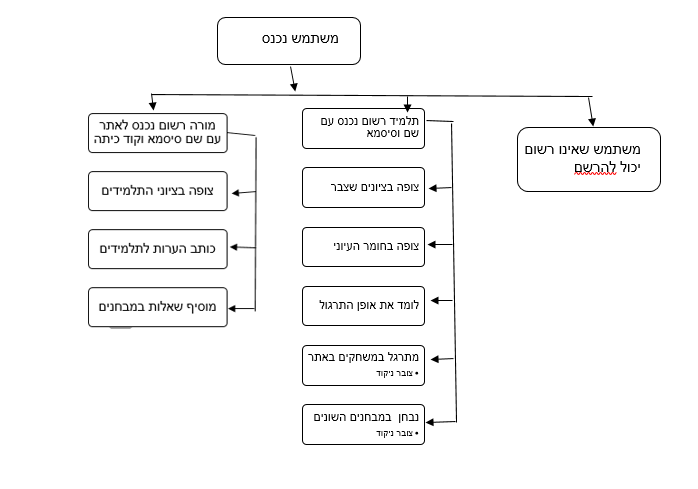 משתמש נכנס
משתמש שאינו רשום
יכול להרשם
תלמיד רשום נכנס עם
שם וסיסמא
צופה בציונים שצבר
צופה בחומר העיוני
לומד את אופן התרגול
מתרגל במשחקים באתר
• צובר ניקוד
נבחן במבחנים השונים
• צובר ניקוד
מורה רשום נכנס לאתר
עם שם סיסמא וקוד כיתה
צופה בציוני התלמידים
כותב הערות לתלמידים
מוסיף שאלות במבחנים